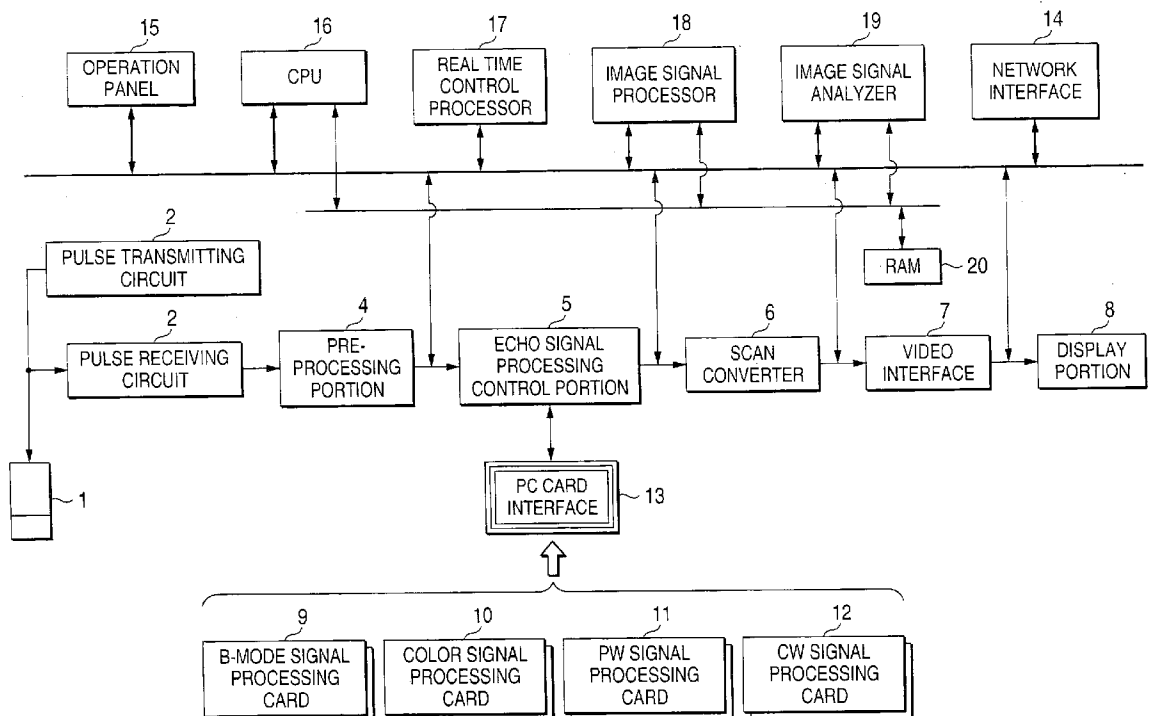 15
OPERATION
PANEL
16
CPU
17
REAL TIME
CONTROL
PROCESSOR
18
IMAGE SIGNAL
PROCESSOR
19
IMAGE SIGNAL
ANALYZER
14
NETWORK
INTERFACE
2
PULSE TRANSMITTING
CIRCUIT
RAM
20
2
PULSE RECEIVING
CIRCUIT
4
PRE-
PROCESSING
PORTION
5
ECHO SIGNAL
PROCESSING
CONTROL PORTION
6
SCAN
CONVERTER
7
VIDEO
INTERFACE
8
DISPLAY
PORTION
1
PC CARD
INTERFACE
13
9
B-MODE SIGNAL
PROCESSING
CARD
10
COLOR SIGNAL
PROCESSING
CARD
11
PW SIGNAL
PROCESSING
CARD
12
CW SIGNAL
PROCESSING
CARD